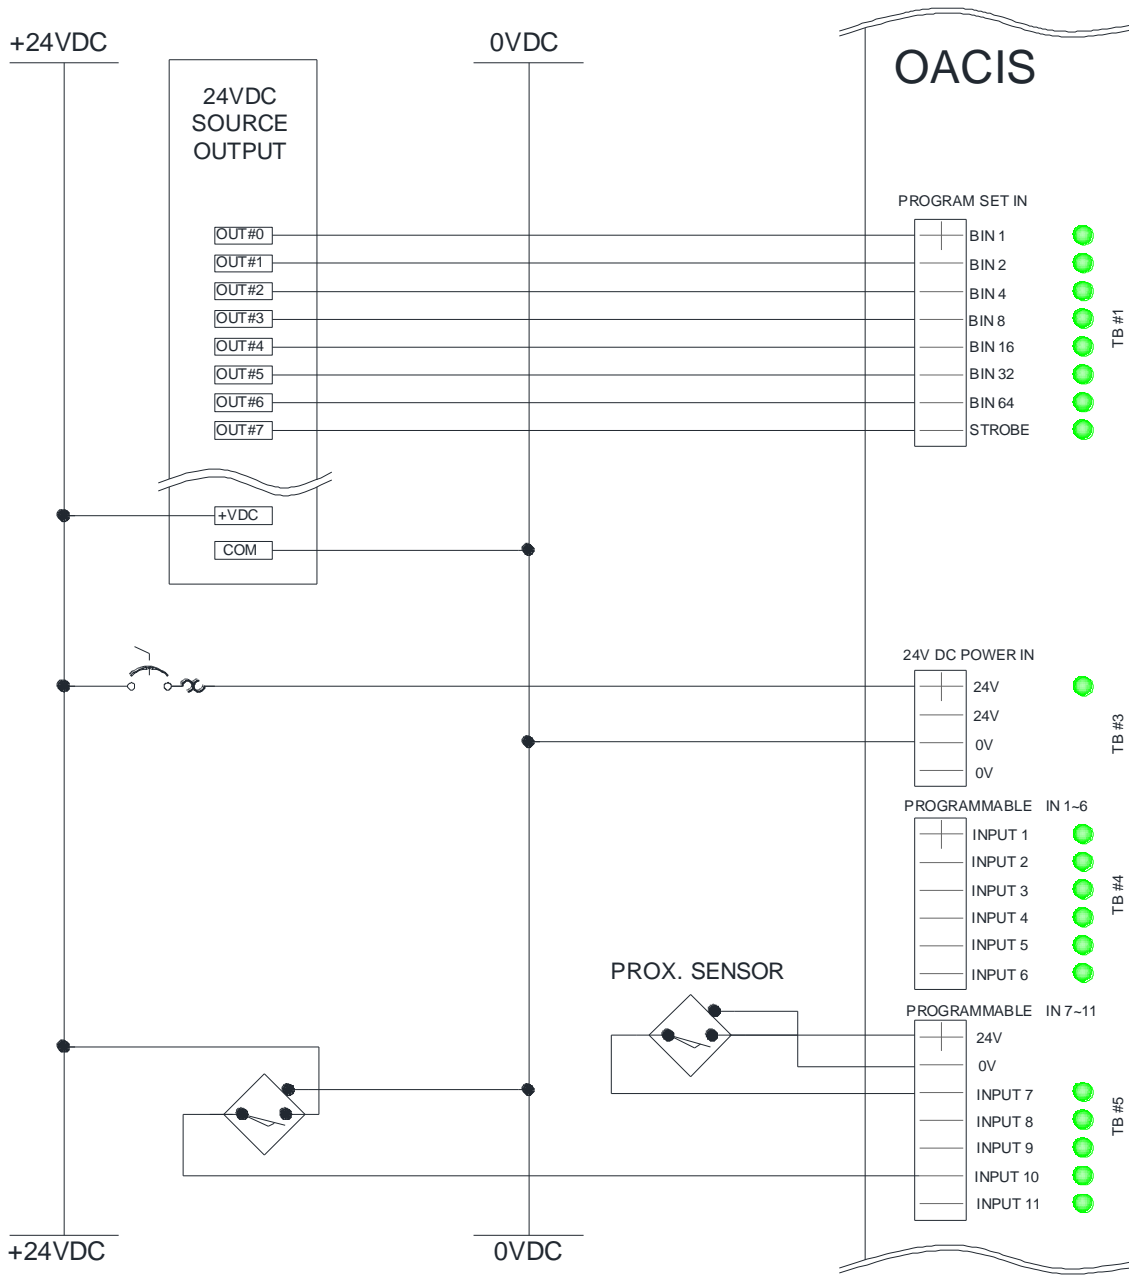 +24VDC
0VDC
OACIS
24VDC
SOURCE
OUTPUT
PROGRAM SET IN
OUT#0
BIN 1
OUT#1
BIN 2
OUT#2
BIN 4
OUT#3
BIN 8
OUT#4
BIN 16
OUT#5
BIN 32
OUT#6
BIN 64
OUT#7
STROBE
TB #1
+VDC
COM
24V DC POWER IN
24V
24V
0V
0V
TB #3
PROGRAMMABLE IN 1~6
INPUT 1
INPUT 2
INPUT 3
INPUT 4
INPUT 5
INPUT 6
TB #4
PROX. SENSOR
PROGRAMMABLE IN 7~11
24V
0V
INPUT 7
INPUT 8
INPUT 9
INPUT 10
INPUT 11
TB #5
+24VDC
0VDC